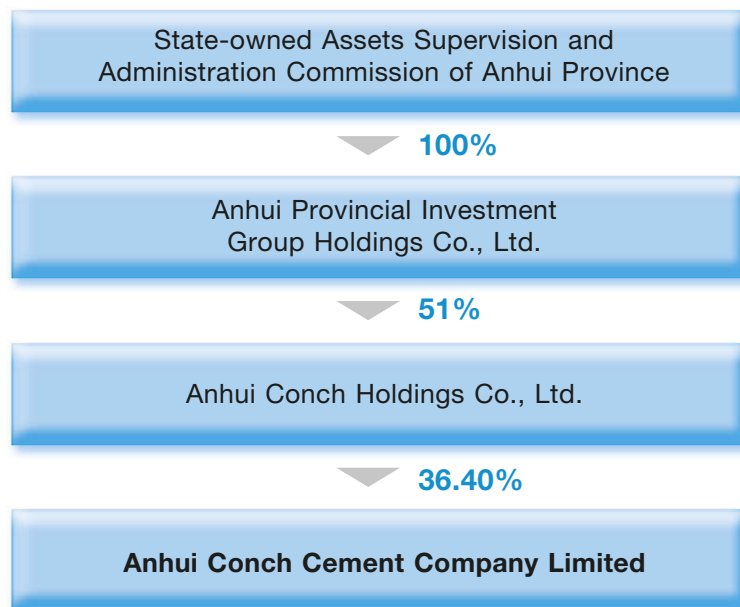 State-owned Assets Supervision and
Administration Commission of Anhui Province
100%
Anhui Provincial Investment
Group Holdings Co., Ltd.
51%
Anhui Conch Holdings Co., Ltd.
36.40%
Anhui Conch Cement Company Limited